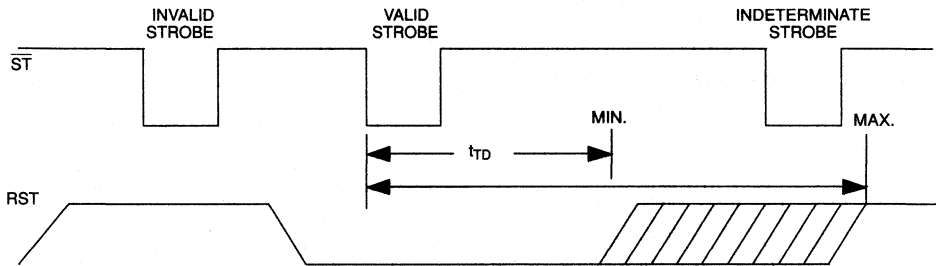 INVALID
STROBE
VALID
STROBE
INDETERMINATE
STROBE
ST
MIN.
MAX.
tTD
RST